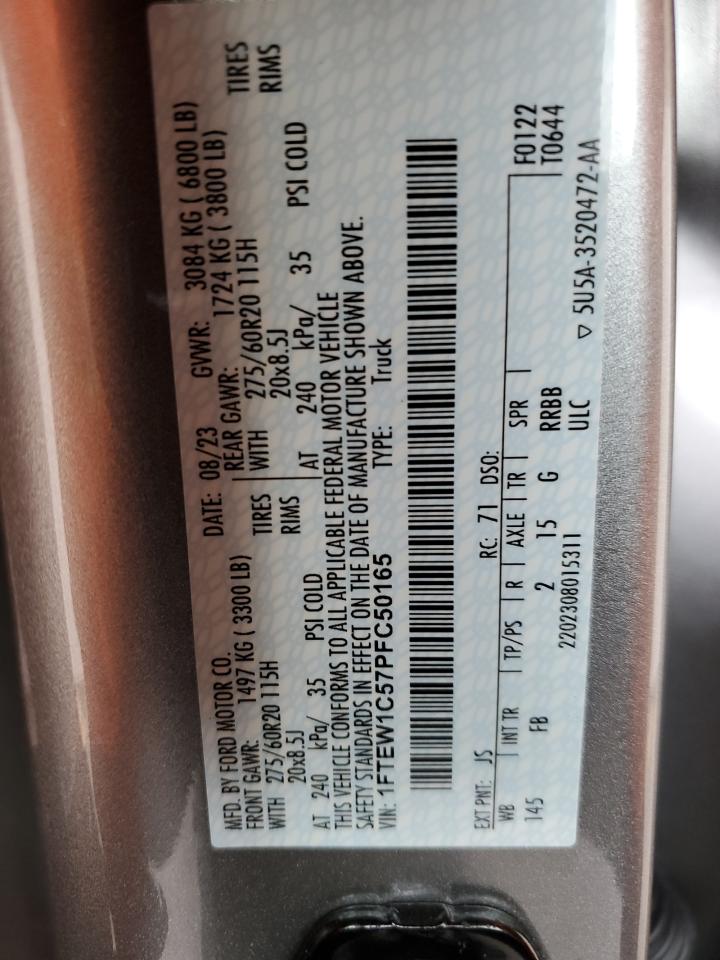 MFD. BY FORD MOTOR CO. DATE: 08/23 GVWR: 3084 KG ( 6800 LB)
FRONT GAWR: 1497 KG ( 3300 LB) REAR GAWR: 1724 KG ( 3800 LB)
WITH 275/60R20 115H TIRES WITH 275/60R20 115H TIRES
20x8.5J RIMS 20x8.5J RIMS
AT 240 kPa/ 35 PSI COLD AT 240 kPa/ 35 PSI COLD
THIS VEHICLE CONFORMS TO ALL APPLICABLE FEDERAL MOTOR VEHICLE
SAFETY STANDARDS IN EFFECT ON THE DATE OF MANUFACTURE SHOWN ABOVE.
VIN: 1FTEW1C57PFC50165 TYPE: Truck
EXT PNT: JS RC: 71 DSO:
WB INT TR TP/PS R AXLE TR SPR F0122
145 FB 2 15 G RRBB T0644
2202308015311 ULC
▽ 5U5A-3520472-AA